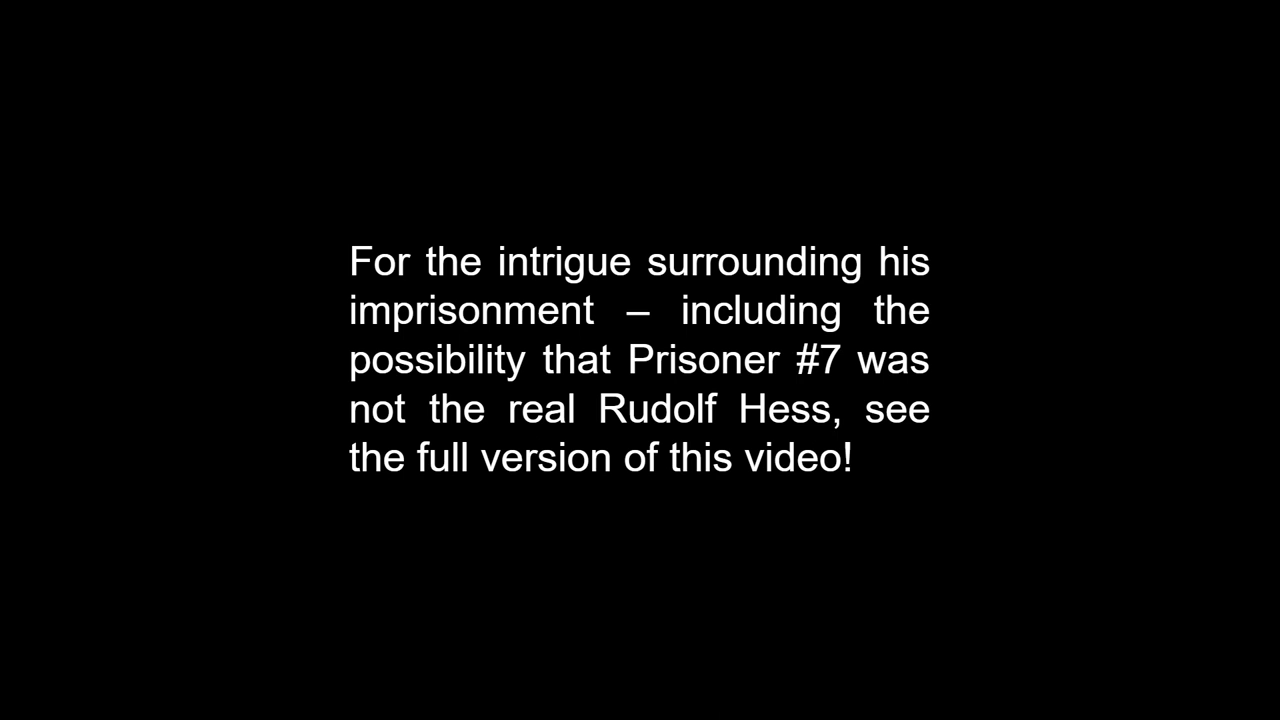 For the intrigue surrounding his
imprisonment – including the
possibility that Prisoner #7 was
not the real Rudolf Hess, see
the full version of this video!